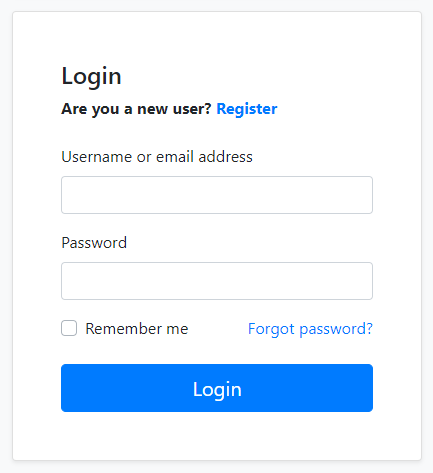 Login
Are you a new user? Register
Username or email address
Password
Remember me Forgot password?
Login